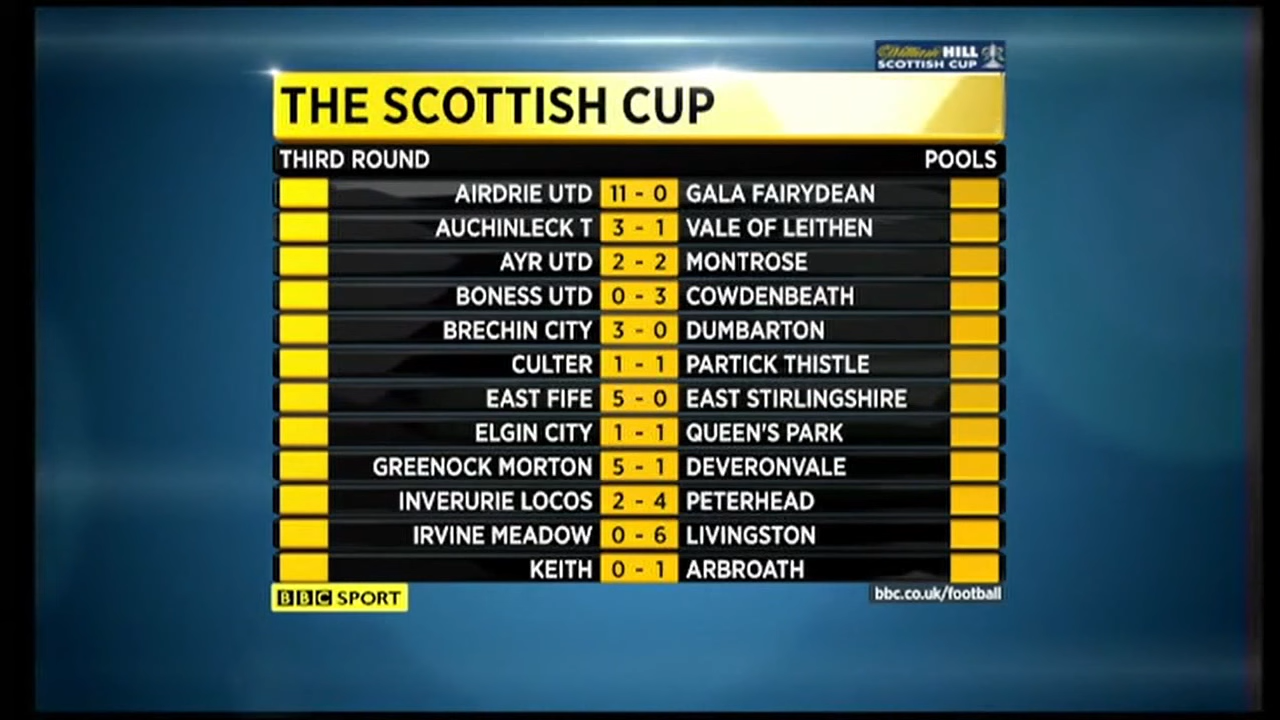 William HILL
SCOTTISH CUP
THE SCOTTISH CUP
THIRD ROUND POOLS
AIRDRIE UTD 11 - 0 GALA FAIRYDEAN
AUCHINLECK T 3 - 1 VALE OF LEITHEN
AYR UTD 2 - 2 MONTROSE
BONESS UTD 0 - 3 COWDENBEATH
BRECHIN CITY 3 - 0 DUMBARTON
CULTER 1 - 1 PARTICK THISTLE
EAST FIFE 5 - 0 EAST STIRLINGSHIRE
ELGIN CITY 1 - 1 QUEEN'S PARK
GREENOCK MORTON 5 - 1 DEVERONVALE
INVERURIE LOCOS 2 - 4 PETERHEAD
IRVINE MEADOW 0 - 6 LIVINGSTON
KEITH 0 - 1 ARBROATH
BBC SPORT bbc.co.uk/football